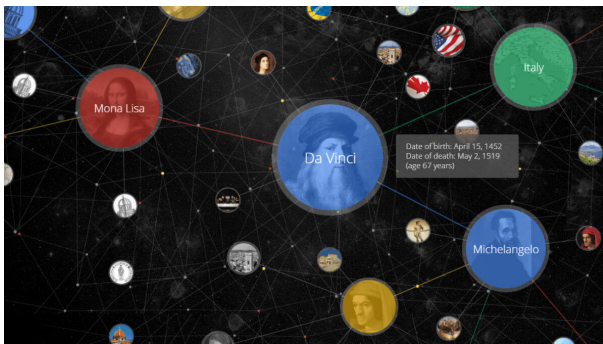 Mona Lisa
Italy
Da Vinci
Date of birth: April 15, 1452
Date of death: May 2, 1519
(age 67 years)
Michelangelo